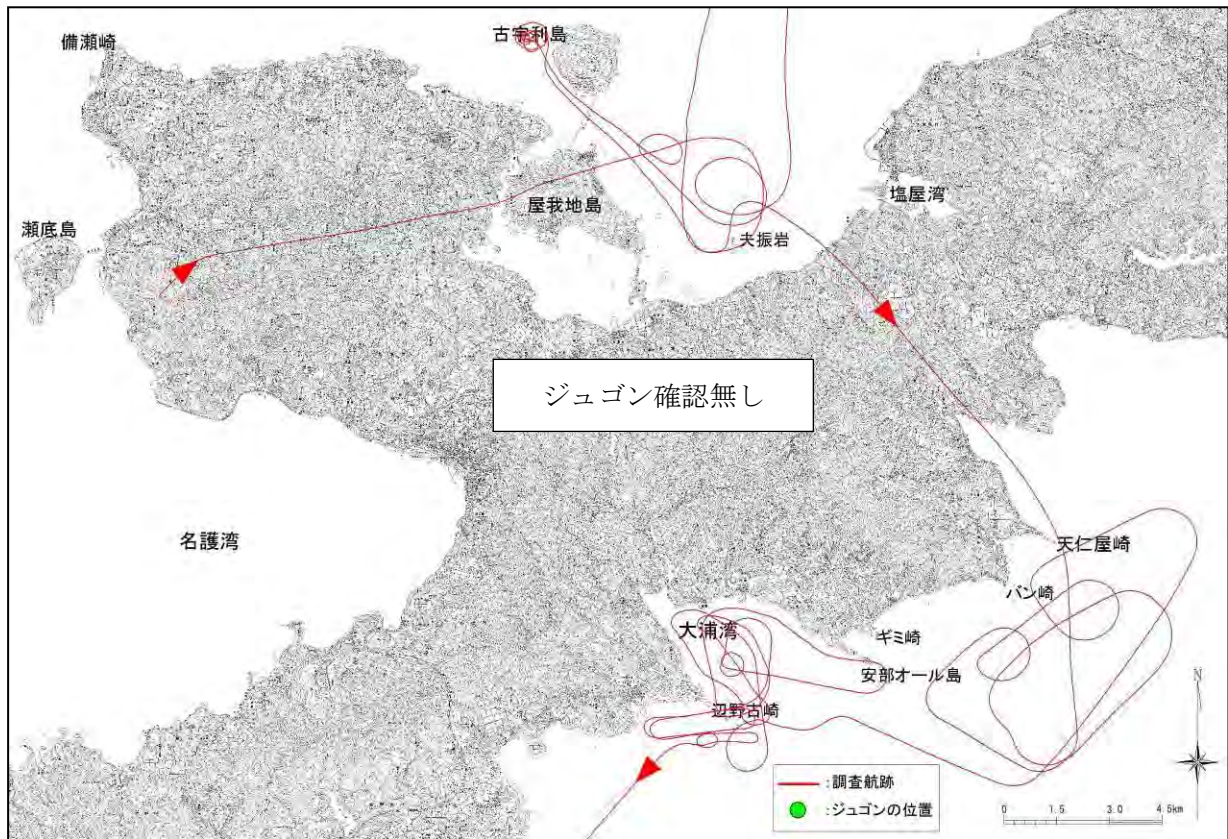 備瀬崎
古宇利島
塩屋湾
屋我地島
瀬底島
夫振岩
ジュゴン確認無し
名護湾
天仁屋崎
バン崎
大浦湾
ギミ崎
安部オール島
辺野古崎
N
:調査航跡
:ジュゴンの位置
0 1.5 3.0 4.5km